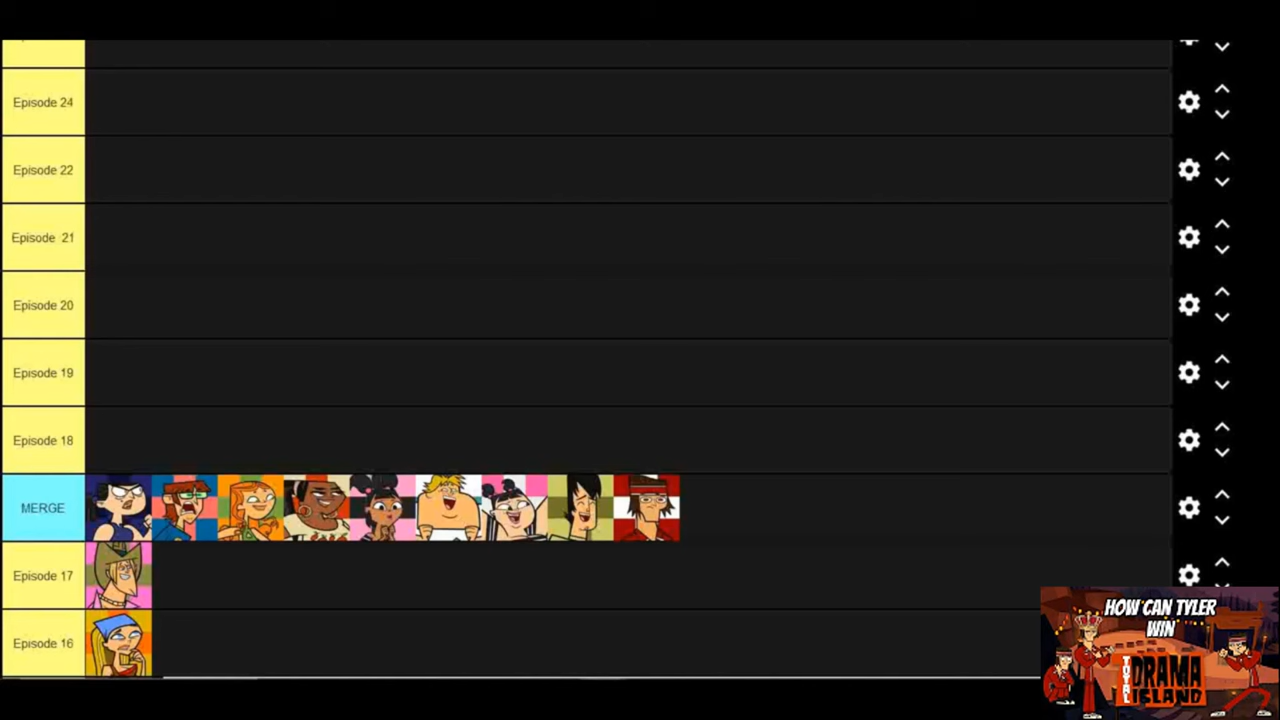 Episode 24
Episode 22
Episode 21
Episode 20
Episode 19
Episode 18
MERGE
Episode 17
Episode 16
HOW CAN TYLER
WIN
TOTAL
DRAMA
ISLAND